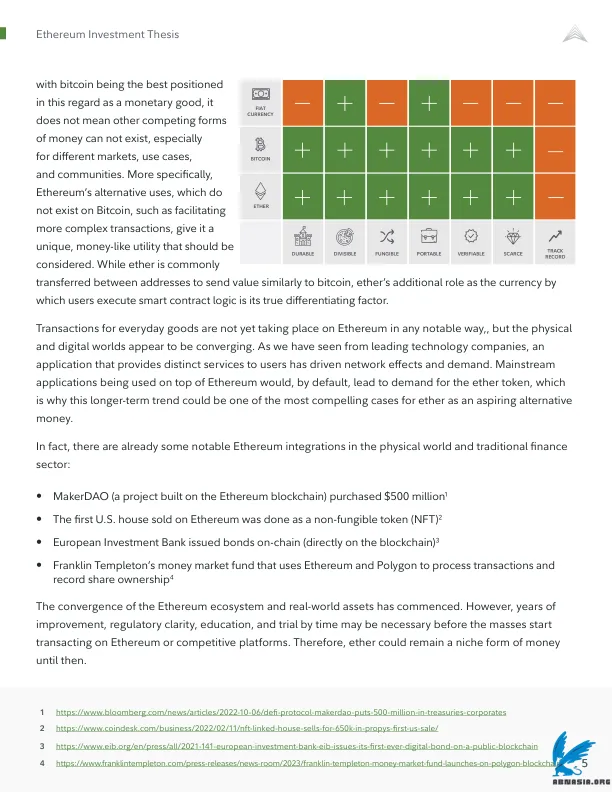 Ethereum Investment Thesis
with bitcoin being the best positioned
in this regard as a monetary good, it
does not mean other competing forms
of money can not exist, especially
for different markets, use cases,
and communities. More specifically,
Ethereum's alternative uses, which do
not exist on Bitcoin, such as facilitating
more complex transactions, give it a
unique, money-like utility that should be
considered. While ether is commonly
transferred between addresses to send value similarly to bitcoin, ether's additional role as the currency by
which users execute smart contract logic is its true differentiating factor.
FIAT
CURRENCY
— + — + — — —
BITCOIN
+ + + + + + —
ETHER
+ + + + + + —
DURABLE DIVISIBLE FUNGIBLE PORTABLE VERIFIABLE SCARCE TRACK
RECORD
Transactions for everyday goods are not yet taking place on Ethereum in any notable way,, but the physical
and digital worlds appear to be converging. As we have seen from leading technology companies, an
application that provides distinct services to users has driven network effects and demand. Mainstream
applications being used on top of Ethereum would, by default, lead to demand for the ether token, which
is why this longer-term trend could be one of the most compelling cases for ether as an aspiring alternative
money.
In fact, there are already some notable Ethereum integrations in the physical world and traditional finance
sector:
• MakerDAO (a project built on the Ethereum blockchain) purchased $500 million¹
• The first U.S. house sold on Ethereum was done as a non-fungible token (NFT)²
• European Investment Bank issued bonds on-chain (directly on the blockchain)³
• Franklin Templeton's money market fund that uses Ethereum and Polygon to process transactions and
record share ownership⁴
The convergence of the Ethereum ecosystem and real-world assets has commenced. However, years of
improvement, regulatory clarity, education, and trial by time may be necessary before the masses start
transacting on Ethereum or competitive platforms. Therefore, ether could remain a niche form of money
until then.
1 https://www.bloomberg.com/news/articles/2022-10-06/defi-protocol-makerdao-puts-500-million-in-treasuries-corporates
2 https://www.coindesk.com/business/2022/02/11/nft-linked-house-sells-for-650k-in-propys-first-us-sale/
3 https://www.eib.org/en/press/all/2021-141-european-investment-bank-eib-issues-its-first-ever-digital-bond-on-a-public-blockchain
4 https://www.franklintempleton.com/press-releases/news-room/2023/franklin-templeton-money-market-fund-launches-on-polygon-blockchain
5
ABNASIA.ORG